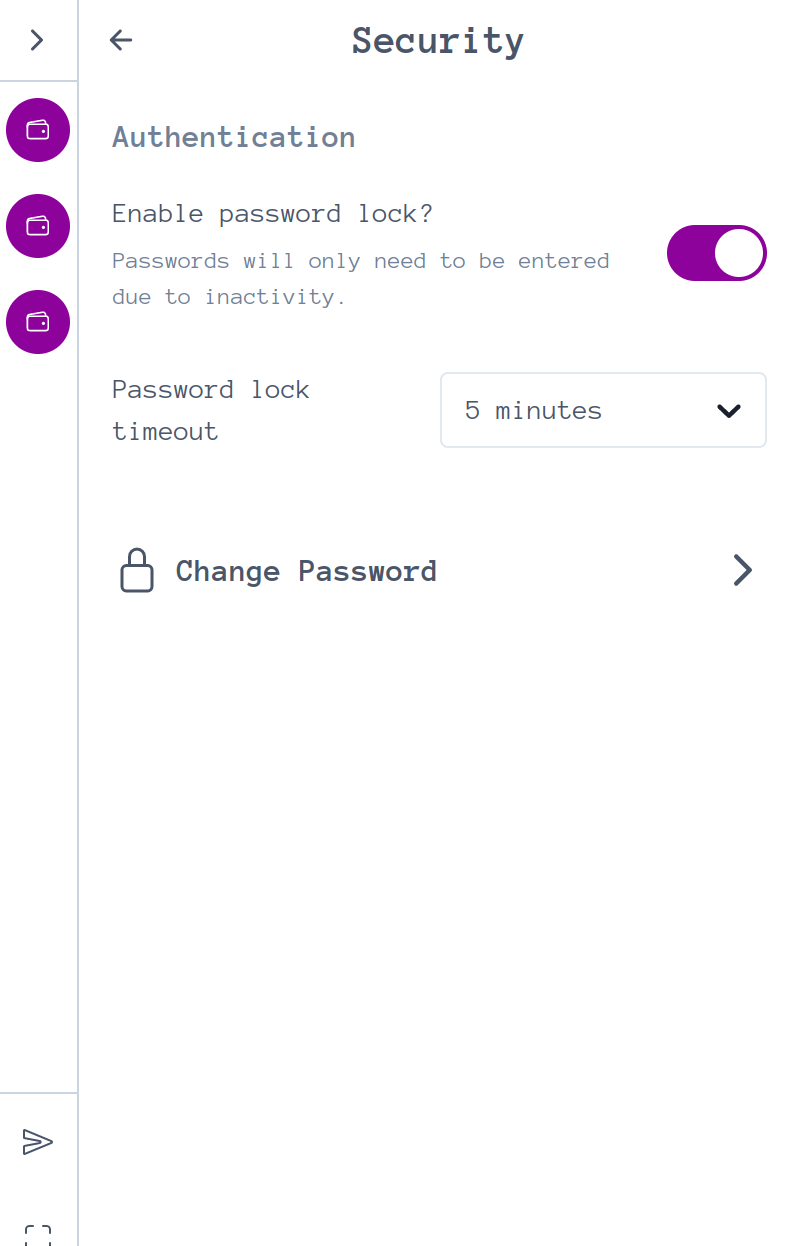 Security
Authentication
Enable password lock?
Passwords will only need to be entered
due to inactivity.
Password lock
timeout
5 minutes
Change Password